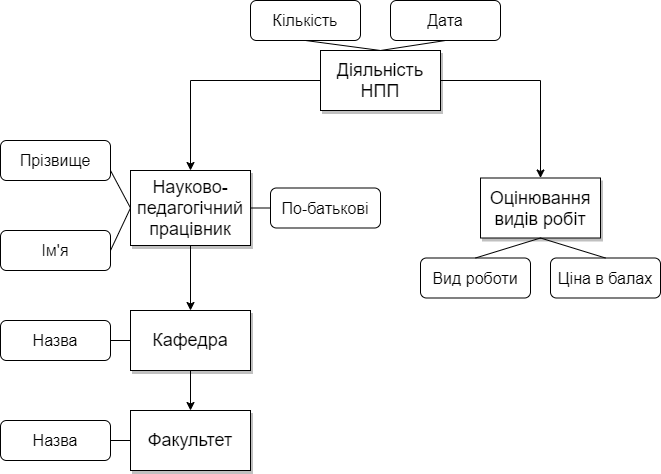 Кількість
Дата
Діяльність
НПП
Прізвище
Ім'я
Науково-
педагогічний
працівник
По-батькові
Оцінювання
видів робіт
Вид роботи
Ціна в балах
Назва
Кафедра
Назва
Факультет